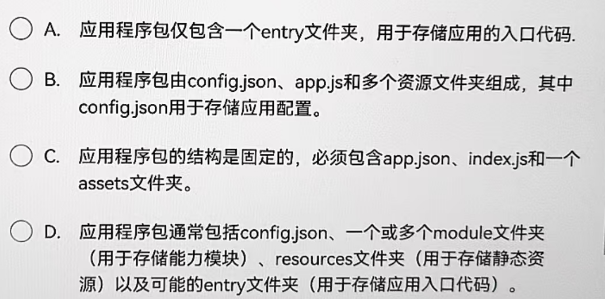 A. 应用程序包仅包含一个entry文件夹，用于存储应用的入口代码.
B. 应用程序包由config.json、app.js和多个资源文件夹组成，其中
config.json用于存储应用配置。
C. 应用程序包的结构是固定的，必须包含app.json、index.js和一个
assets文件夹。
D. 应用程序包通常包括config.json、一个或多个module文件夹
（用于存储能力模块）、resources文件夹（用于存储静态资
源）以及可能的entry文件夹（用于存储应用入口代码）。